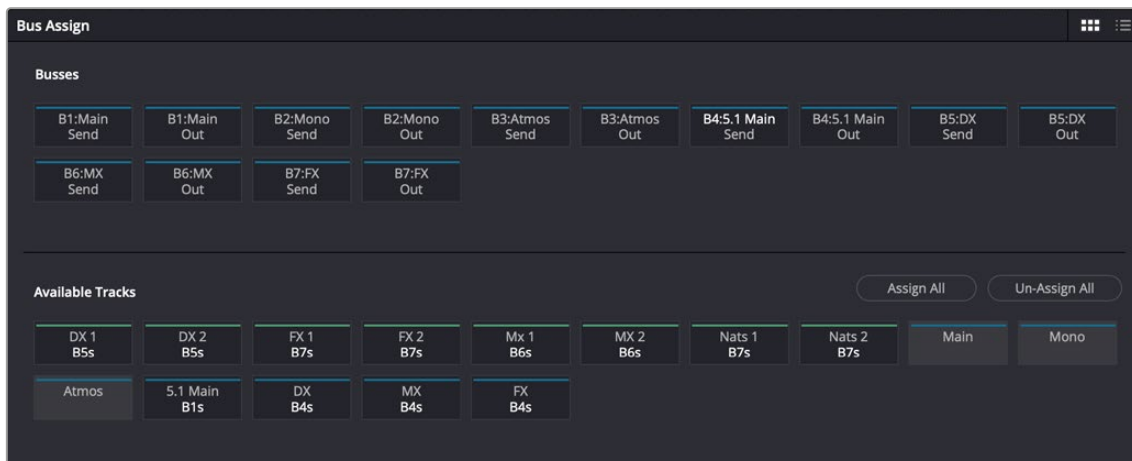 Bus Assign
Busses
B1:Main Send
B1:Main Out
B2:Mono Send
B2:Mono Out
B3:Atmos Send
B3:Atmos Out
B4:5.1 Main Send
B4:5.1 Main Out
B5:DX Send
B5:DX Out
B6:MX Send
B6:MX Out
B7:FX Send
B7:FX Out
Available Tracks
Assign All
Un-Assign All
DX 1 B5s
DX 2 B5s
FX 1 B7s
FX 2 B7s
Mx 1 B6s
MX 2 B6s
Nats 1 B7s
Nats 2 B7s
Main
Mono
Atmos
5.1 Main B1s
DX B4s
MX B4s
FX B4s